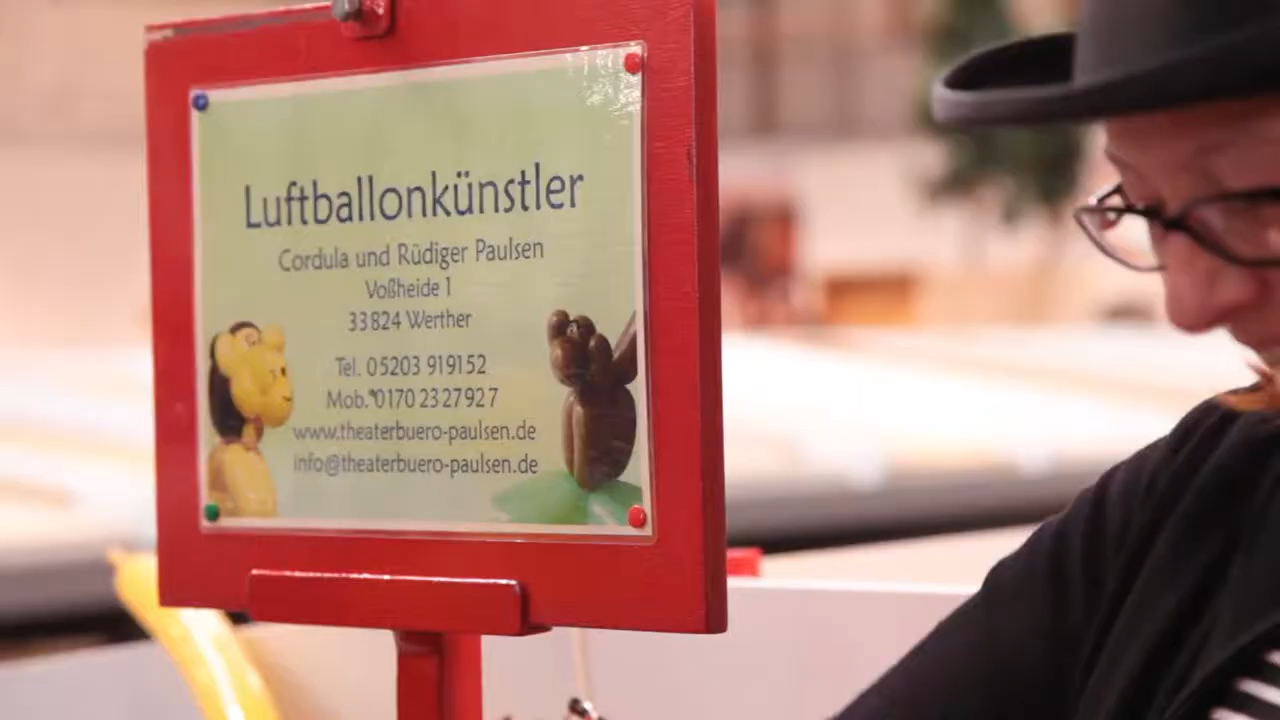 Luftballonkünstler
Cordula und Rüdiger Paulsen
Voßheide 1
33824 Werther
Tel. 05203 919152
Mob. 0170 2327927
www.theaterbuero-paulsen.de
info@theaterbuero-paulsen.de